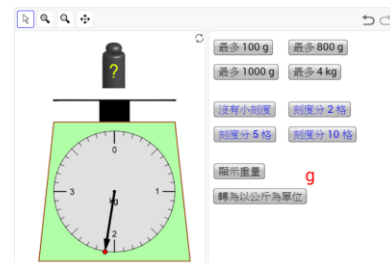 ?
最多 100 g
最多 800 g
最多 1000 g
最多 4 kg
0
3
1
kg
2
沒有小刻度
刻度分 2 格
刻度分 5 格
刻度分 10 格
顯示重量
g
轉為以公斤為單位